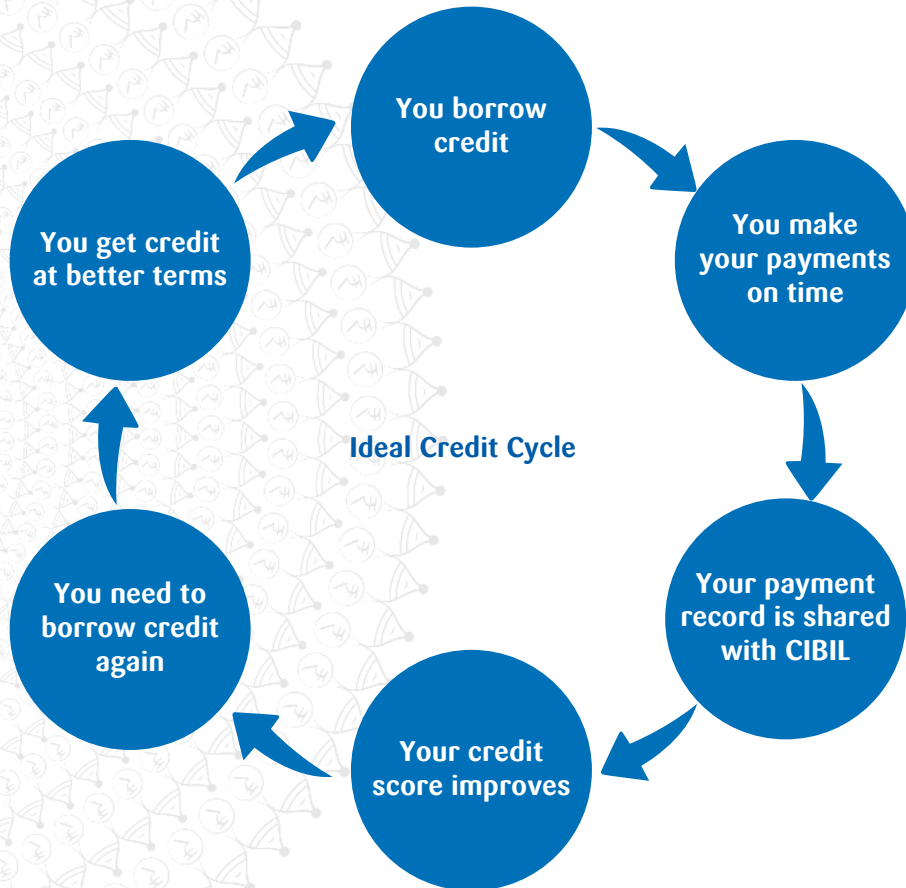 You borrow
credit
You make
your payments
on time
Your payment
record is shared
with CIBIL
Your credit
score improves
You need to
borrow credit
again
You get credit
at better terms
Ideal Credit Cycle